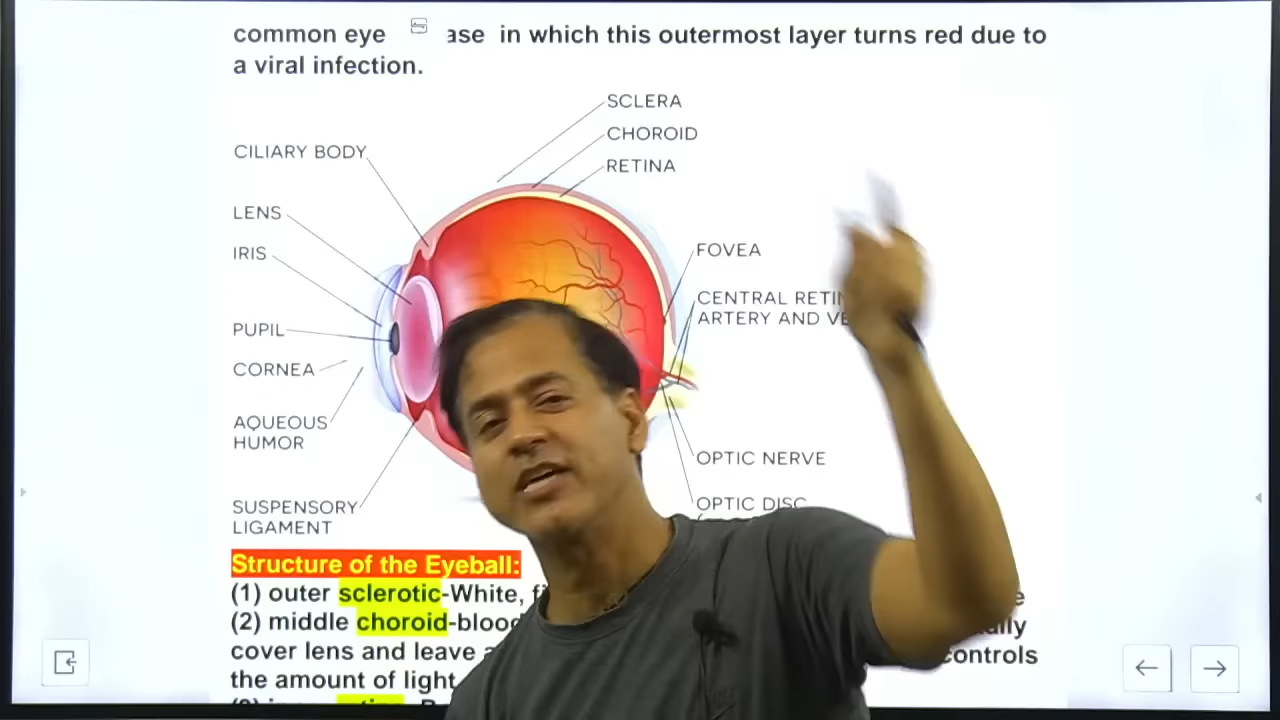 common eye ase in which this outermost layer turns red due to
a viral infection.
SCLERA
CHOROID
RETINA
CILIARY BODY
LENS
IRIS
PUPIL
CORNEA
AQUEOUS
HUMOR
SUSPENSORY
LIGAMENT
FOVEA
CENTRAL
ARTERY AND
OPTIC NERVE
OPTIC DISC
Structure of the Eyeball:
(1) outer sclerotic-White,
(2) middle choroid-blood
cover lens and leave controls
the amount of light